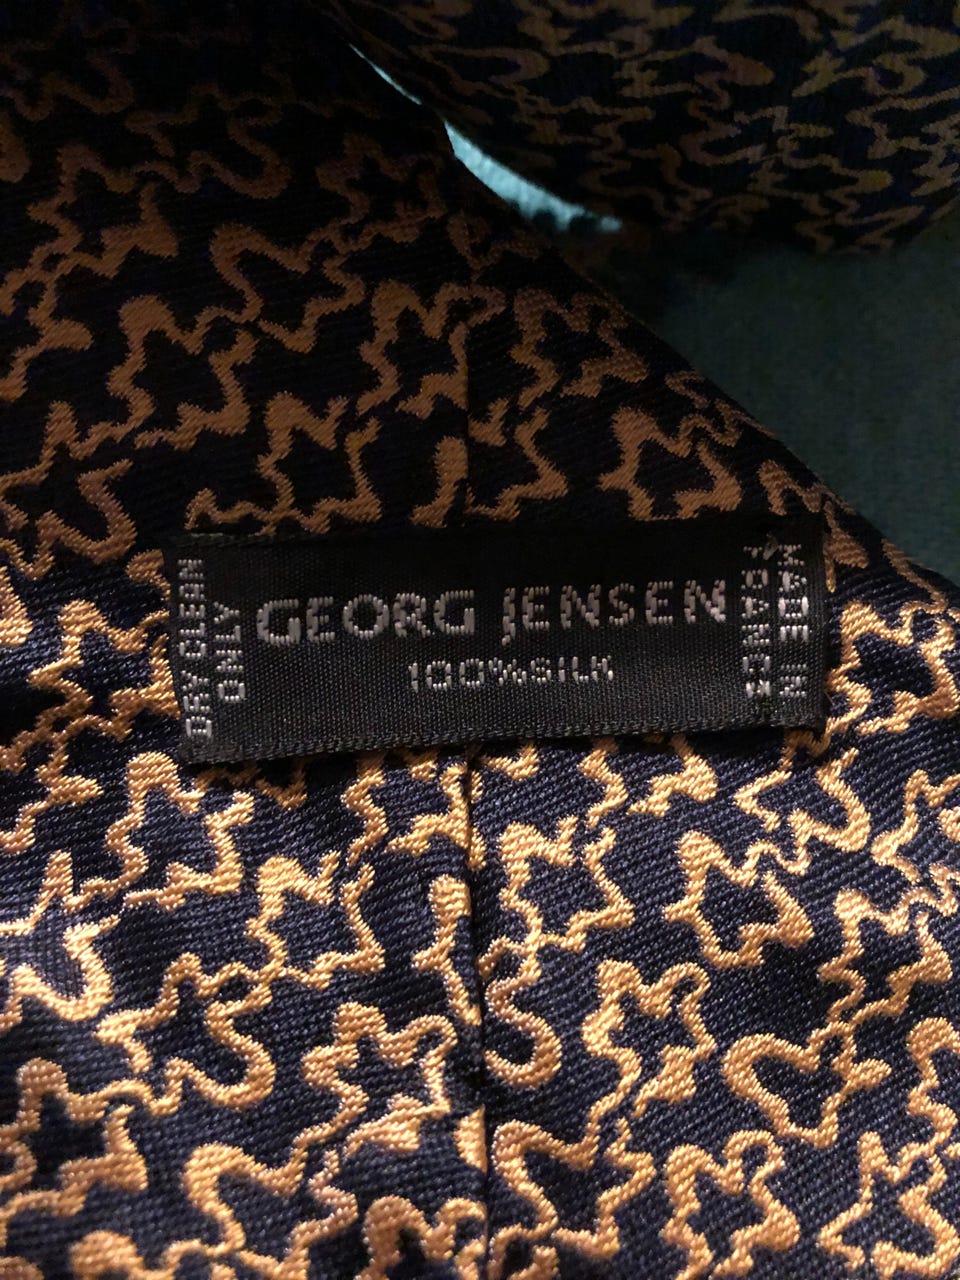 DRY CLEAN
ONLY
GEORG JENSEN
100%SILK
MADE IN
FRANCE